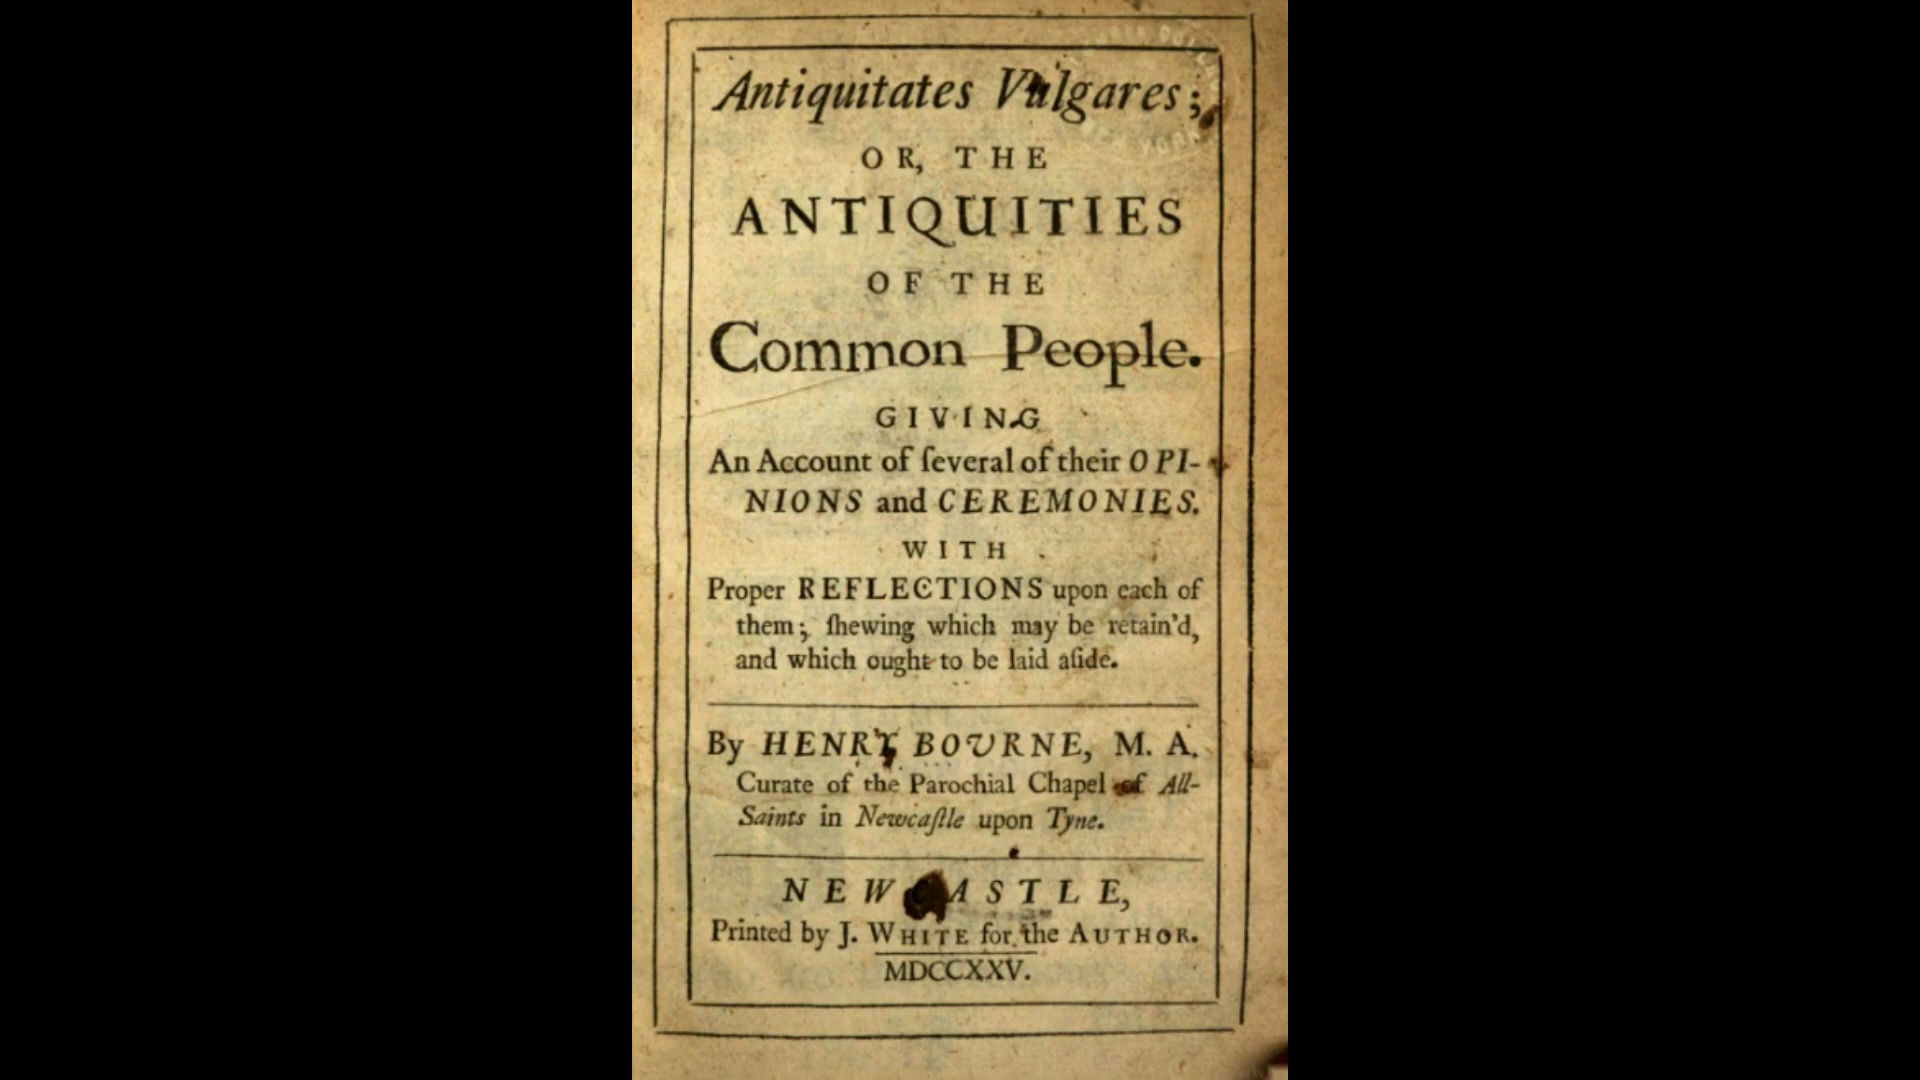 Antiquitates Vulgares;
OR, THE
ANTIQUITIES
OF THE
Common People.
GIVING
An Account of ſeveral of their OPI-
NIONS and CEREMONIES.
WITH
Proper REFLECTIONS upon each of
them; ſhewing which may be retain'd,
and which ought to be laid aſide.
By HENRY BOURNE, M. A.
Curate of the Parochial Chapel of All-
Saints in Newcaſtle upon Tyne.
NEWCASTLE,
Printed by J. WHITE for the AUTHOR.
MDCCXXV.